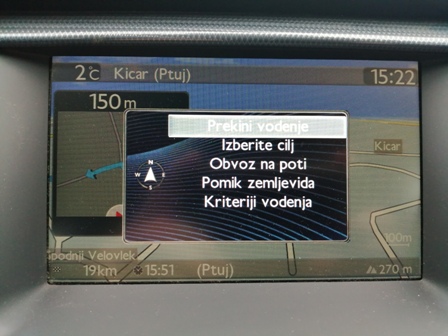 2°C Kicar (Ptuj) 15:22
150 m
Prekini vodenje
Izberite cilj
Obvoz na poti
Pomik zemljevida
Kriteriji vodenja
N
W E
S
Kicar
100m
Spodnji Velovlek
19km 15:51 (Ptuj) 270 m